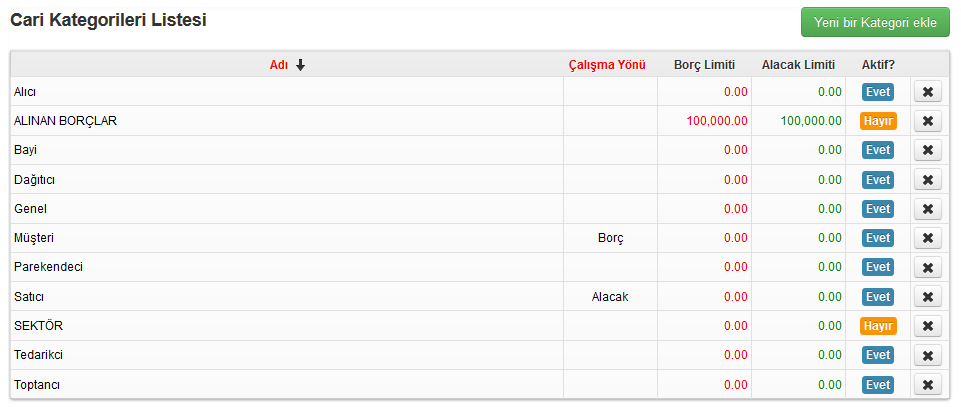 Cari Kategorileri Listesi
Yeni bir Kategori ekle
Adı Çalışma Yönü Borç Limiti Alacak Limiti Aktif?
Alıcı 0.00 0.00 Evet
ALINAN BORÇLAR 100,000.00 100,000.00 Hayır
Bayi 0.00 0.00 Evet
Dağıtıcı 0.00 0.00 Evet
Genel 0.00 0.00 Evet
Müşteri Borç 0.00 0.00 Evet
Parekendeci 0.00 0.00 Evet
Satıcı Alacak 0.00 0.00 Evet
SEKTÖR 0.00 0.00 Hayır
Tedarikci 0.00 0.00 Evet
Toptancı 0.00 0.00 Evet